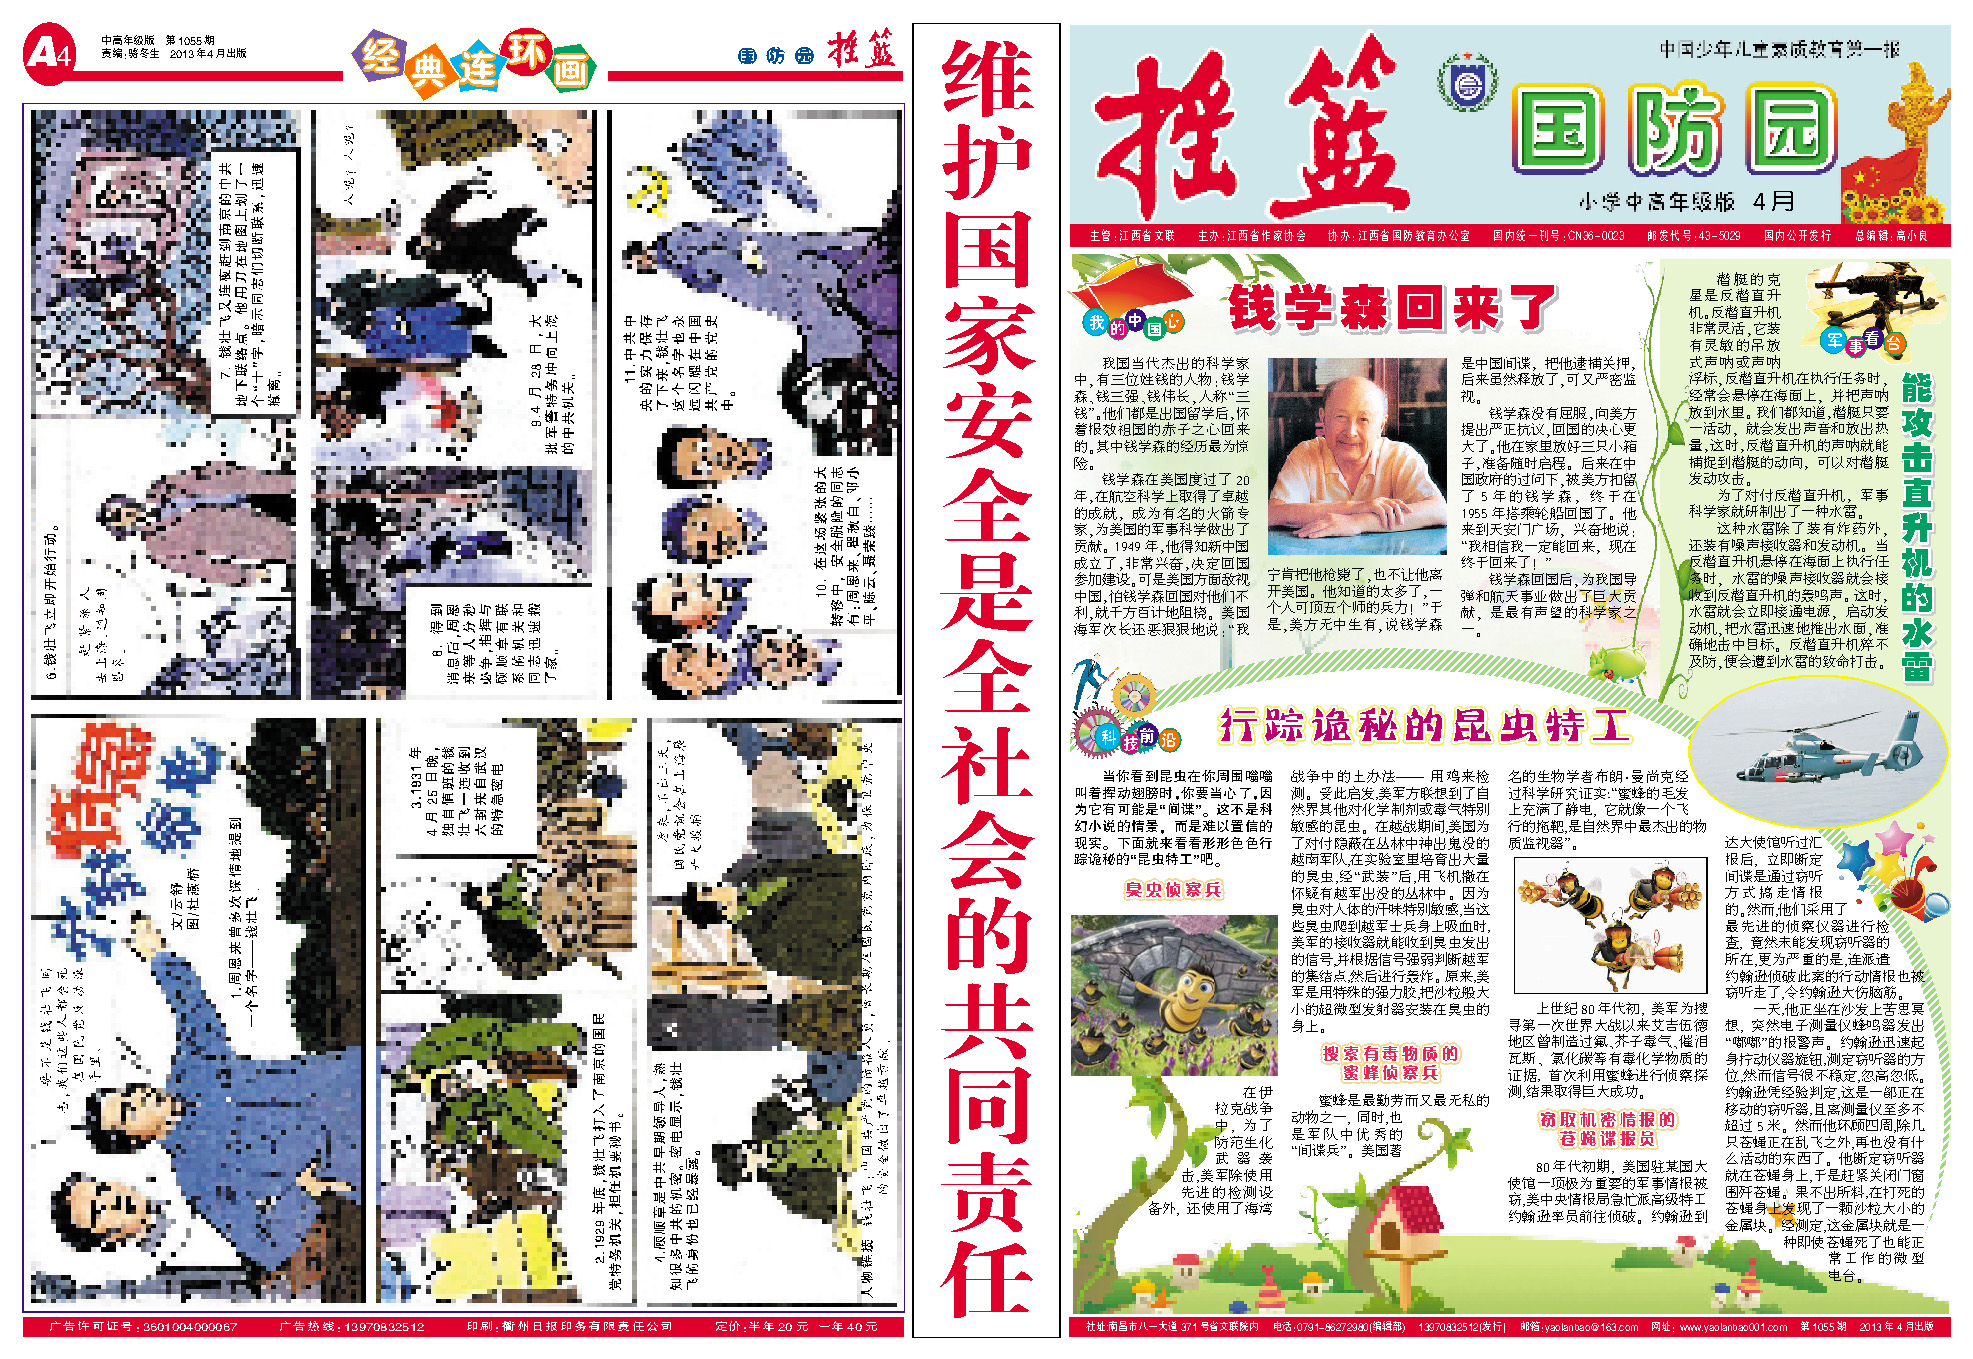 A4
中高年级版 第1055期
责编:骆冬生 2013年4月出版
经典连环画
国防园 摇篮
特急
来电
文/云舒
图/杜燕桥
1.周恩来曾多次深情地提到
一个名字——钱壮飞。
2.1929年底,钱壮飞打入了南京的国民
党特务机关,担任机要秘书。
3.1931年
4月25日晚,
独自值班的钱
壮飞一连收到
六封来自武汉
的特急密电
4.顾顺章是中共早期领导人,熟
知很多中共的机密。密电显示,钱壮
飞的身份也已经暴露。
6.钱壮飞立即开始行动。
7.钱壮飞又连夜赶到南京的中共
地下联络点。他用刀在地图上划了一
个“十”字,暗示同志们切断联系,迅速
撤离。
8.得到
消息后,周恩
来等人分秒
必争,指挥与
顾顺章有联
系的机关和
同志迅速搬
了家。
9.4月28日,大
批军警特务冲向上海
的中共机关。
10.在这场紧张的大
转移中,安全脱险的同志
有:周恩来、瞿秋白、邓小
平、陈云、聂荣臻……
11.中共中
央的实力保存
了下来,钱壮飞
这个名字也永
远闪耀在中国
共产党的党史
中。
广告许可证号:3601004000067 广告热线:13970832512 印刷:衢州日报印务有限责任公司 定价:半年20元 一年40元
维护国家安全是全社会的共同责任
中国少年儿童素质教育第一报
摇篮
国防园
小学中高年级版 4月
主管:江西省文联 主办:江西省作家协会 协办:江西省国防教育办公室 国内统一刊号:CN36-0023 邮发代号:43-5029 国内公开发行 总编辑:高小良
我的中国心
钱学森回来了
我国当代杰出的科学家
中,有三位姓钱的人物:钱学
森、钱三强、钱伟长,人称“三
钱”。他们都是出国留学后,怀
着报效祖国的赤子之心回来
的。其中钱学森的经历最为惊
险。
钱学森在美国度过了20
年,在航空科学上取得了卓越
的成就,成为有名的火箭专
家,为美国的军事科学做出了
贡献。1949年,他得知新中国
成立了,非常兴奋,决定回国
参加建设。可是美国方面敌视
中国,怕钱学森回国对他们不
利,就千方百计地阻挠。美国
海军次长还恶狠狠地说:“我
宁肯把他枪毙了,也不让他离
开美国。他知道的太多了,一
个人可顶五个师的兵力!”于
是,美方无中生有,说钱学森
是中国间谍,把他逮捕关押,
后来虽然释放了,可又严密监
视。
钱学森没有屈服,向美方
提出严正抗议,回国的决心更
大了。他在家里放好三只小箱
子,准备随时启程。后来在中
国政府的过问下,被美方扣留
了5年的钱学森,终于在
1955年搭乘轮船回国了。他
来到天安门广场,兴奋地说:
“我相信我一定能回来,现在
终于回来了!”
钱学森回国后,为我国导
弹和航天事业做出了巨大贡
献,是最有声望的科学家之
一。
军事看台
能攻击直升机的水雷
潜艇的克
星是反潜直升
机。反潜直升机
非常灵活,它装
有灵敏的吊放
式声呐或声呐
浮标,反潜直升机在执行任务时,
经常会悬停在海面上,并把声呐
放到水里。我们都知道,潜艇只要
一活动,就会发出声音和放出热
量,这时,反潜直升机的声呐就能
捕捉到潜艇的动向,可以对潜艇
发动攻击。
为了对付反潜直升机,军事
科学家就研制出了一种水雷。
这种水雷除了装有炸药外,
还装有噪声接收器和发动机。当
反潜直升机悬停在海面上执行任
务时,水雷的噪声接收器就会接
收到反潜直升机的轰鸣声。这时,
水雷就会立即接通电源,启动发
动机,把水雷迅速地推出水面,准
确地击中目标。反潜直升机猝不
及防,便会遭到水雷的致命打击。
科技前沿
行踪诡秘的昆虫特工
当你看到昆虫在你周围嗡嗡
叫着挥动翅膀时,你要当心了。因
为它有可能是“间谍”。这不是科
幻小说的情景,而是难以置信的
现实。下面就来看看形形色色行
踪诡秘的“昆虫特工”吧。
臭虫侦察兵
在伊
拉克战争
中,为了
防范生化
武器袭
击,美军除使用
先进的检测设
备外,还使用了海湾
战争中的土办法——用鸡来检
测。受此启发,美军方联想到了自
然界其他对化学制剂或毒气特别
敏感的昆虫。在越战期间,美国为
了对付隐蔽在丛林中神出鬼没的
越南军队,在实验室里培育出大量
的臭虫,经“武装”后,用飞机撒在
怀疑有越军出没的丛林中。因为
臭虫对人体的汗味特别敏感,当这
些臭虫爬到越军士兵身上吸血时,
美军的接收器就能收到臭虫发出
的信号,并根据信号强弱判断越军
的集结点,然后进行轰炸。原来,美
军是用特殊的强力胶,把沙粒般大
小的超微型发射器安装在臭虫的
身上。
搜索有毒物质的
蜜蜂侦察兵
蜜蜂是最勤劳而又最无私的
动物之一,同时,也
是军队中优秀的
“间谍兵”。美国著
名的生物学者布朗·曼尚克经
过科学研究证实:“蜜蜂的毛发
上充满了静电,它就像一个飞
行的拖靶,是自然界中最杰出的物
质监视器”。
上世纪80年代初,美军为搜
寻第一次世界大战以来艾吉伍德
地区曾制造过氟、芥子毒气、催泪
瓦斯、氯化碳等有毒化学物质的
证据,首次利用蜜蜂进行侦察探
测,结果取得巨大成功。
窃取机密情报的
苍蝇谍报员
80年代初期,美国驻某国大
使馆一项极为重要的军事情报被
窃,美中央情报局急忙派高级特工
约翰逊率员前往侦破。约翰逊到
达大使馆听过汇
报后,立即断定
间谍是通过窃听
方式搞走情报
的。然而,他们采用了
最先进的侦察仪器进行检
查,竟然未能发现窃听器的
所在,更为严重的是,连派遣
约翰逊侦破此案的行动情报也被
窃听走了,令约翰逊大伤脑筋。
一天,他正坐在沙发上苦思冥
想,突然电子测量仪蜂鸣器发出
“嘟嘟”的报警声。约翰逊迅速起
身拧动仪器旋钮,测定窃听器的方
位,然而信号很不稳定,忽高忽低。
约翰逊凭经验判定,这是一部正在
移动的窃听器,且离测量仪至多不
超过5米。然而他环顾四周,除几
只苍蝇正在乱飞之外,再也没有什
么活动的东西了。他断定窃听器
就在苍蝇身上,于是赶紧关闭门窗
围歼苍蝇。果不出所料,在打死的
苍蝇身上发现了一颗沙粒大小的
金属块。经测定,这金属块就是一
种即使苍蝇死了也能正
常工作的微型
电台。
社址:南昌市八一大道371号省文联院内 电话:0791-86272980(编辑部) 13970832512(发行) 邮箱:yaolanbao@163.com 网址:www.yaolanbao001.com 第1055期 2013年4月出版